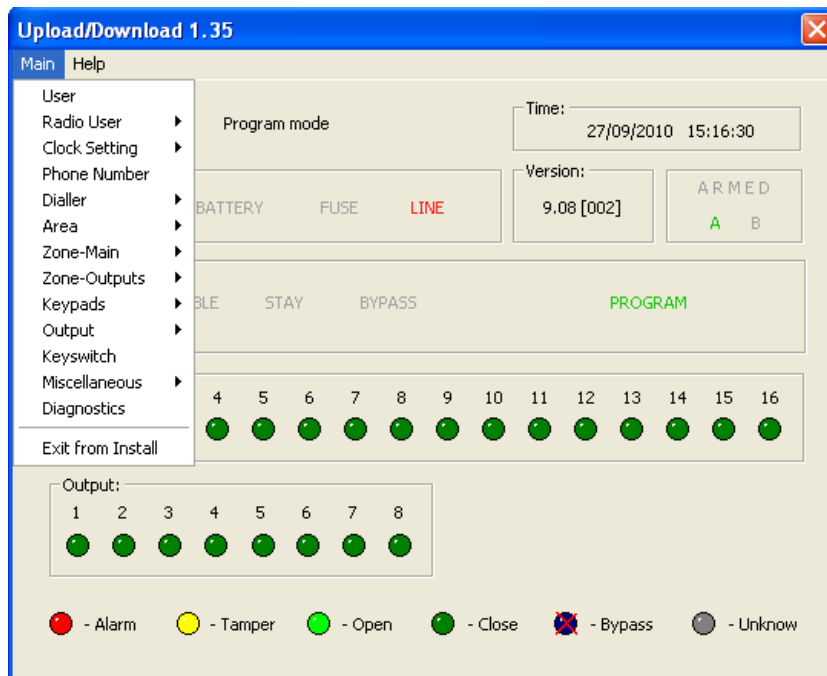 Upload/Download 1.35
Main Help
User
Radio User
Clock Setting
Phone Number
Dialler
Area
Zone-Main
Zone-Outputs
Keypads
Output
Keyswitch
Miscellaneous
Diagnostics
Exit from Install
Program mode
Time:
27/09/2010 15:16:30
BATTERY FUSE LINE
Version:
9.08 [002]
ARMED
A B
BLE STAY BYPASS PROGRAM
4 5 6 7 8 9 10 11 12 13 14 15 16
Output:
1 2 3 4 5 6 7 8
- Alarm - Tamper - Open - Close - Bypass - Unknow